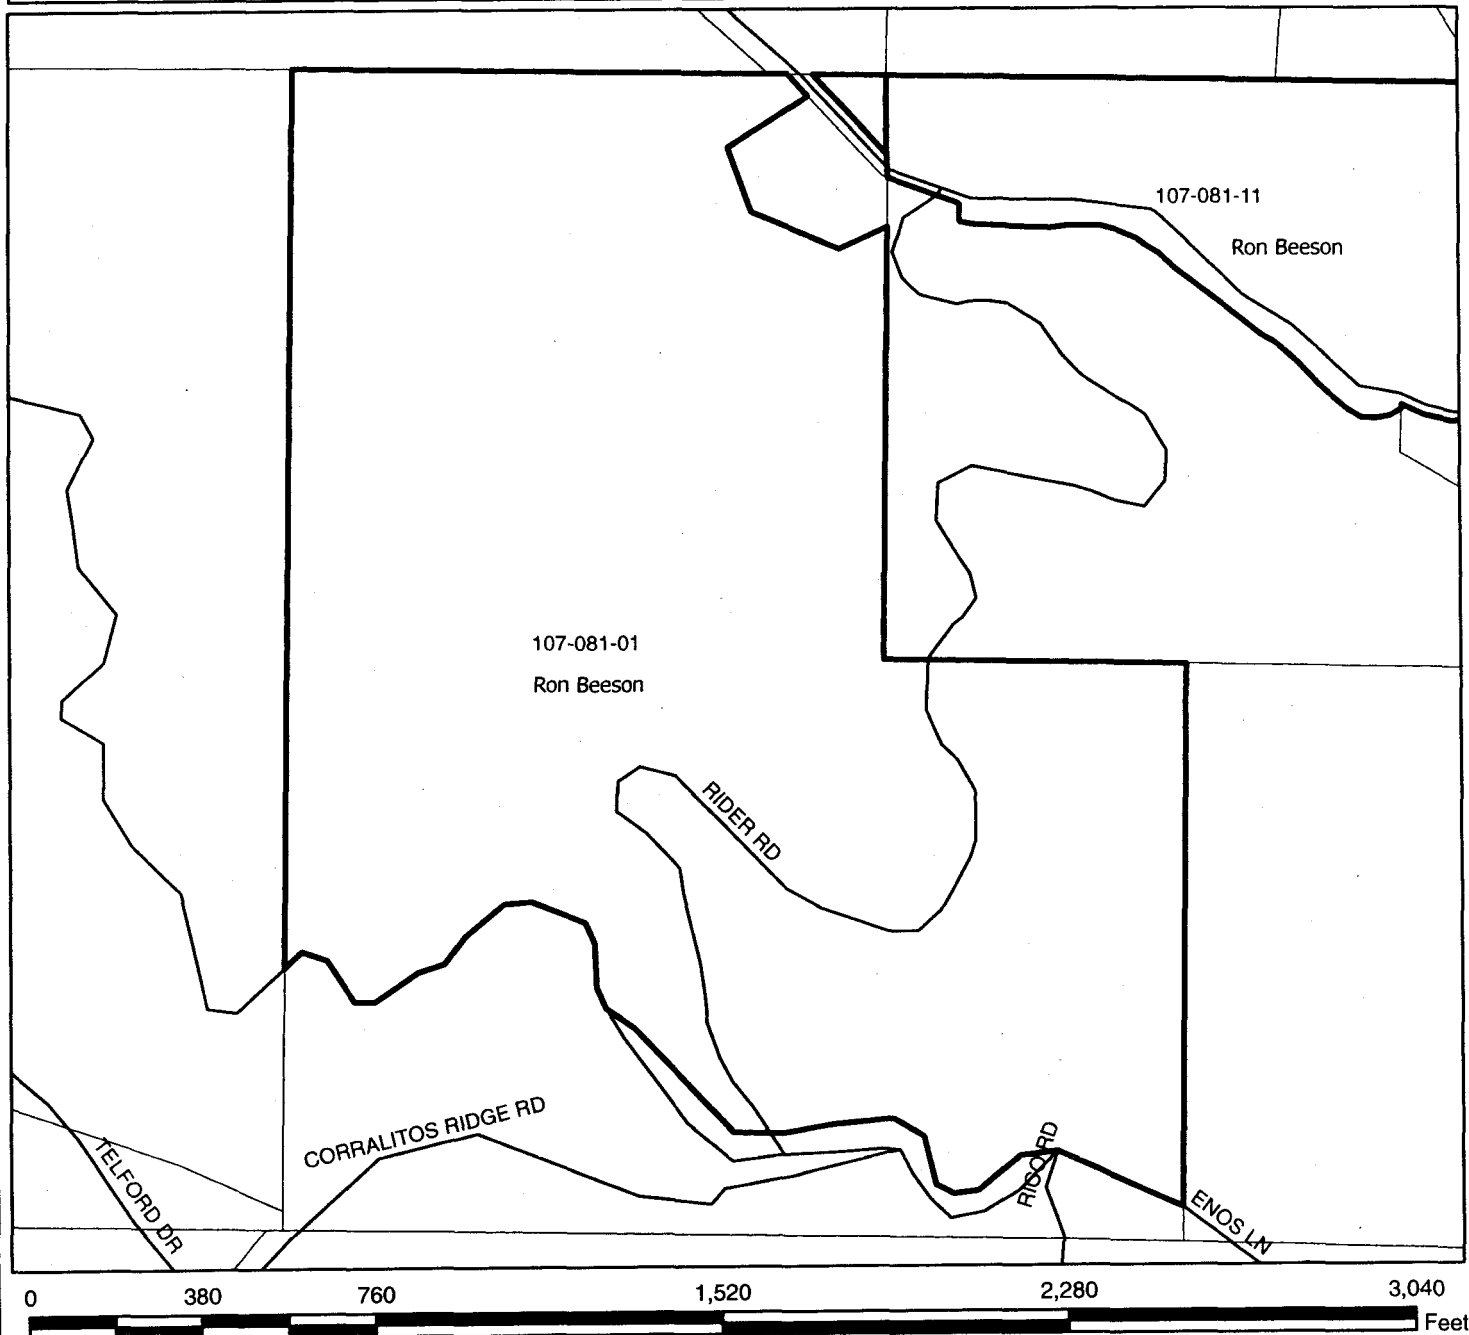 107-081-11
Ron Beeson
107-081-01
Ron Beeson
RIDER RD
CORRALITOS RIDGE RD
TELFORD DR
RICO RD
ENOS LN
0 380 760 1,520 2,280 3,040
Feet